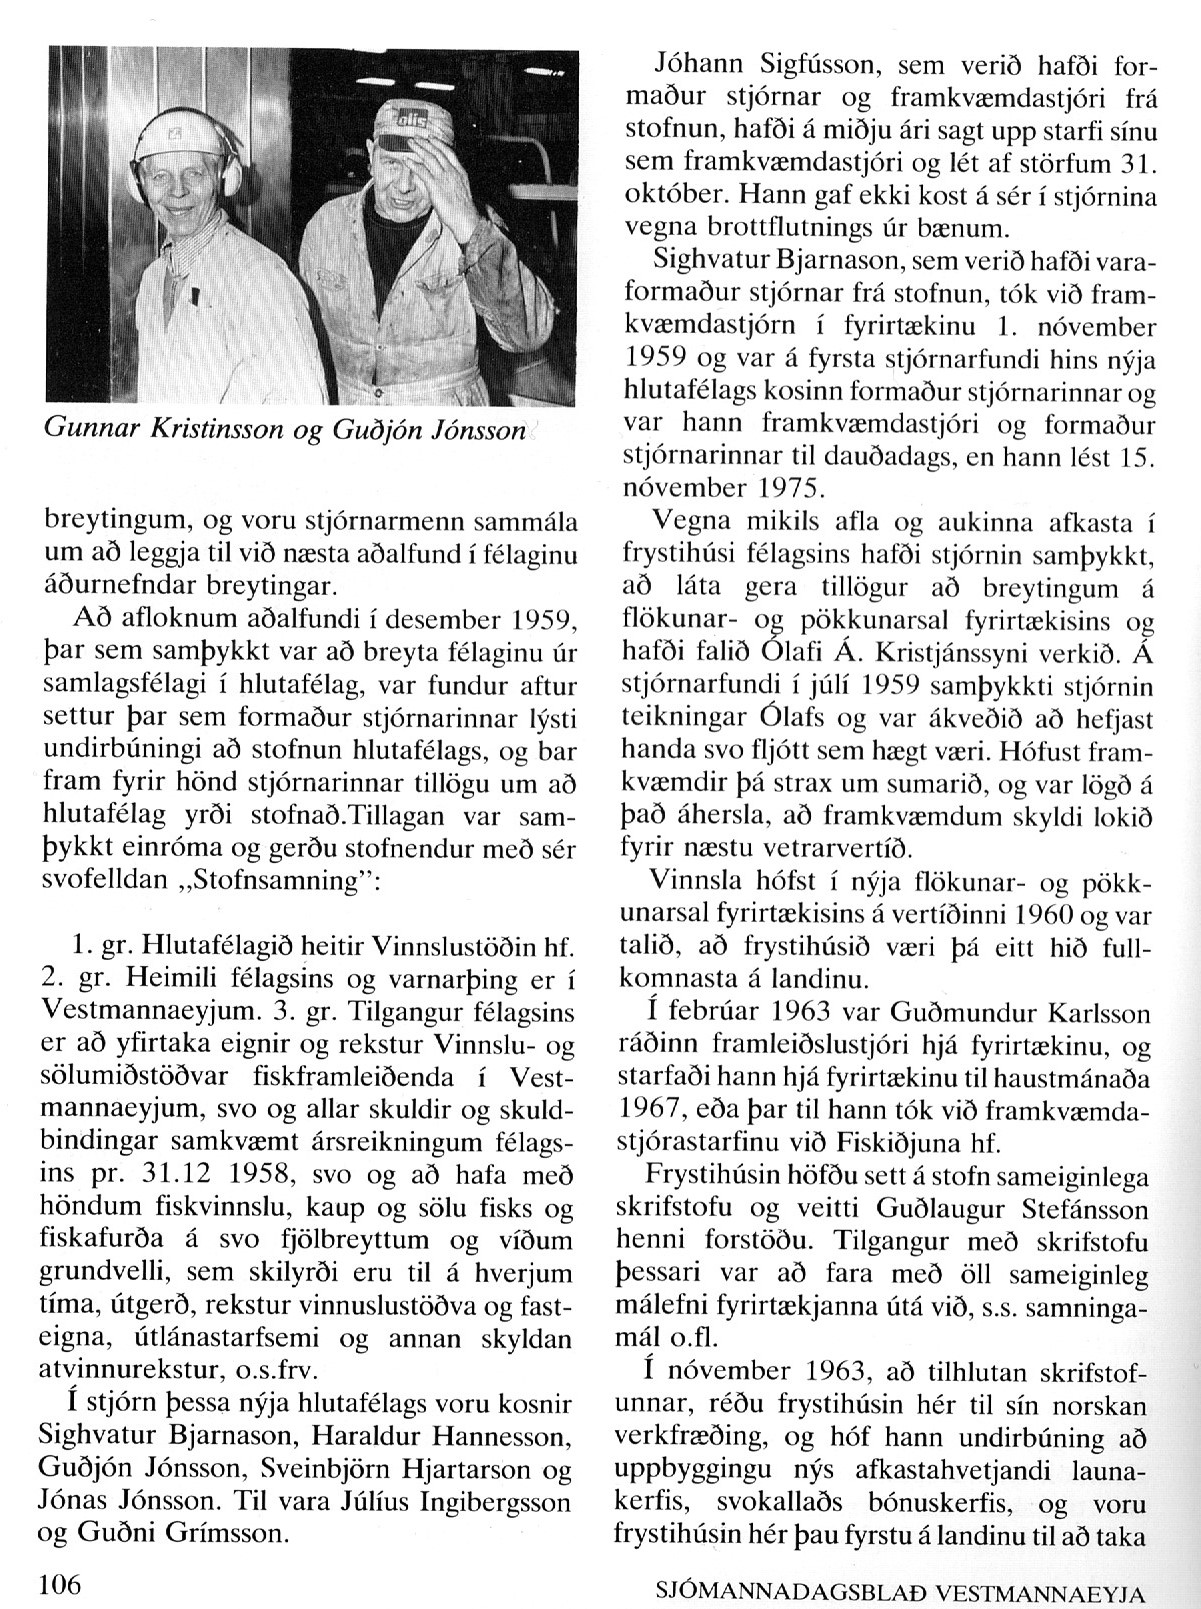 olís
Gunnar Kristinsson og Guðjón Jónsson
breytingum, og voru stjórnarmenn sammála
um að leggja til við næsta aðalfund í félaginu
áðurnefndar breytingar.
Að afloknum aðalfundi í desember 1959,
þar sem samþykkt var að breyta félaginu úr
samlagsfélagi í hlutafélag, var fundur aftur
settur þar sem formaður stjórnarinnar lýsti
undirbúningi að stofnun hlutafélags, og bar
fram fyrir hönd stjórnarinnar tillögu um að
hlutafélag yrði stofnað.Tillagan var sam-
þykkt einróma og gerðu stofnendur með sér
svofelldan ,,Stofnsamning”:
1. gr. Hlutafélagið heitir Vinnslustöðin hf.
2. gr. Heimili félagsins og varnarþing er í
Vestmannaeyjum. 3. gr. Tilgangur félagsins
er að yfirtaka eignir og rekstur Vinnslu- og
sölumiðstöðvar fiskframleiðenda í Vest-
mannaeyjum, svo og allar skuldir og skuld-
bindingar samkvæmt ársreikningum félags-
ins pr. 31.12 1958, svo og að hafa með
höndum fiskvinnslu, kaup og sölu fisks og
fiskafurða á svo fjölbreyttum og víðum
grundvelli, sem skilyrði eru til á hverjum
tíma, útgerð, rekstur vinnuslustöðva og fast-
eigna, útlánastarfsemi og annan skyldan
atvinnurekstur, o.s.frv.
Í stjórn þessa nýja hlutafélags voru kosnir
Sighvatur Bjarnason, Haraldur Hannesson,
Guðjón Jónsson, Sveinbjörn Hjartarson og
Jónas Jónsson. Til vara Júlíus Ingibergsson
og Guðni Grímsson.
Jóhann Sigfússon, sem verið hafði for-
maður stjórnar og framkvæmdastjóri frá
stofnun, hafði á miðju ári sagt upp starfi sínu
sem framkvæmdastjóri og lét af störfum 31.
október. Hann gaf ekki kost á sér í stjórnina
vegna brottflutnings úr bænum.
Sighvatur Bjarnason, sem verið hafði vara-
formaður stjórnar frá stofnun, tók við fram-
kvæmdastjórn í fyrirtækinu 1. nóvember
1959 og var á fyrsta stjórnarfundi hins nýja
hlutafélags kosinn formaður stjórnarinnar og
var hann framkvæmdastjóri og formaður
stjórnarinnar til dauðadags, en hann lést 15.
nóvember 1975.
Vegna mikils afla og aukinna afkasta í
frystihúsi félagsins hafði stjórnin samþykkt,
að láta gera tillögur að breytingum á
flökunar- og pökkunarsal fyrirtækisins og
hafði falið Ólafi Á. Kristjánssyni verkið. Á
stjórnarfundi í júlí 1959 samþykkti stjórnin
teikningar Ólafs og var ákveðið að hefjast
handa svo fljótt sem hægt væri. Hófust fram-
kvæmdir þá strax um sumarið, og var lögð á
það áhersla, að framkvæmdum skyldi lokið
fyrir næstu vetrarvertíð.
Vinnsla hófst í nýja flökunar- og pökk-
unarsal fyrirtækisins á vertíðinni 1960 og var
talið, að frystihúsið væri þá eitt hið full-
komnasta á landinu.
Í febrúar 1963 var Guðmundur Karlsson
ráðinn framleiðslustjóri hjá fyrirtækinu, og
starfaði hann hjá fyrirtækinu til haustmánaða
1967, eða þar til hann tók við framkvæmda-
stjórastarfinu við Fiskiðjuna hf.
Frystihúsin höfðu sett á stofn sameiginlega
skrifstofu og veitti Guðlaugur Stefánsson
henni forstöðu. Tilgangur með skrifstofu
þessari var að fara með öll sameiginleg
málefni fyrirtækjanna útá við, s.s. samninga-
mál o.fl.
Í nóvember 1963, að tilhlutan skrifstof-
unnar, réðu frystihúsin hér til sín norskan
verkfræðing, og hóf hann undirbúning að
uppbyggingu nýs afkastahvetjandi launa-
kerfis, svokallaðs bónuskerfis, og voru
frystihúsin hér þau fyrstu á landinu til að taka
106
SJÓMANNADAGSBLAÐ VESTMANNAEYJA